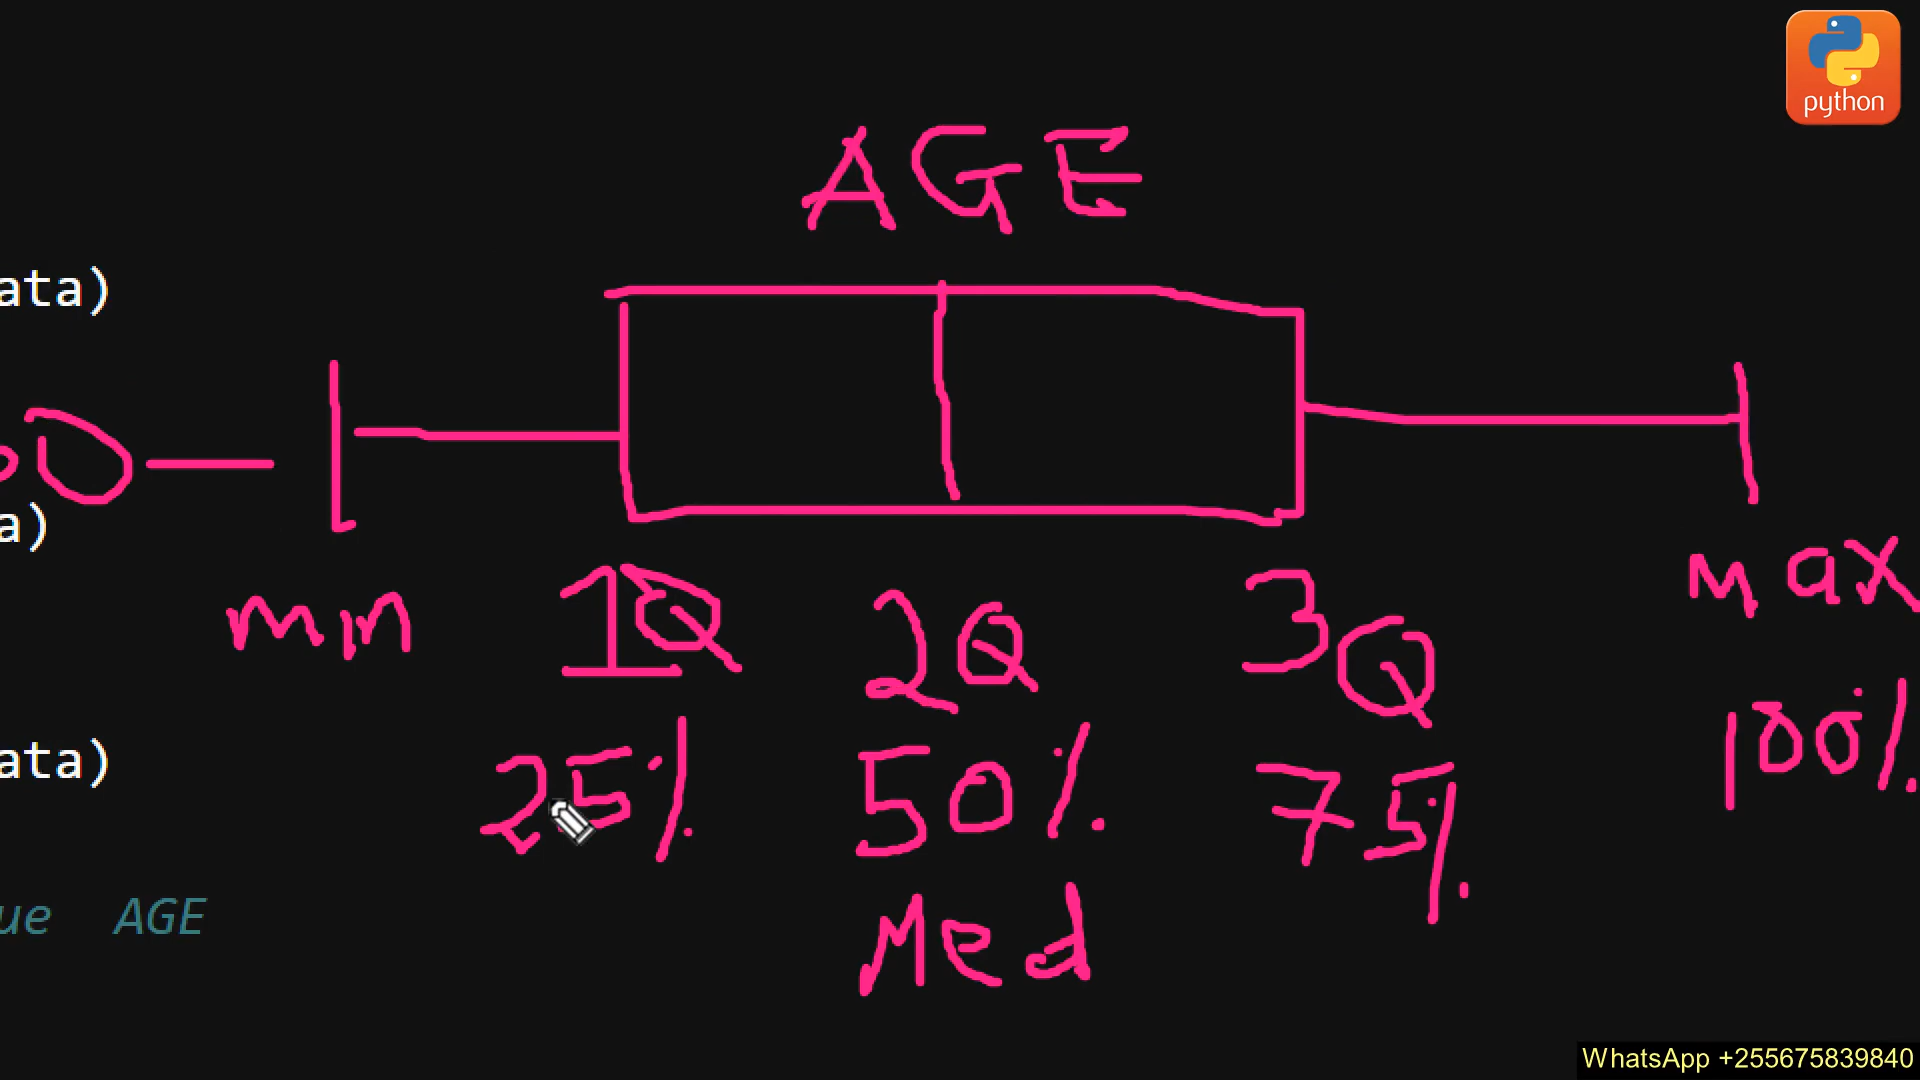 python
AGE
ata)
a)
min 1Q 2Q 3Q Max
25% 50% 75% 100%
ata)
Med
ue AGE
WhatsApp +255675839840